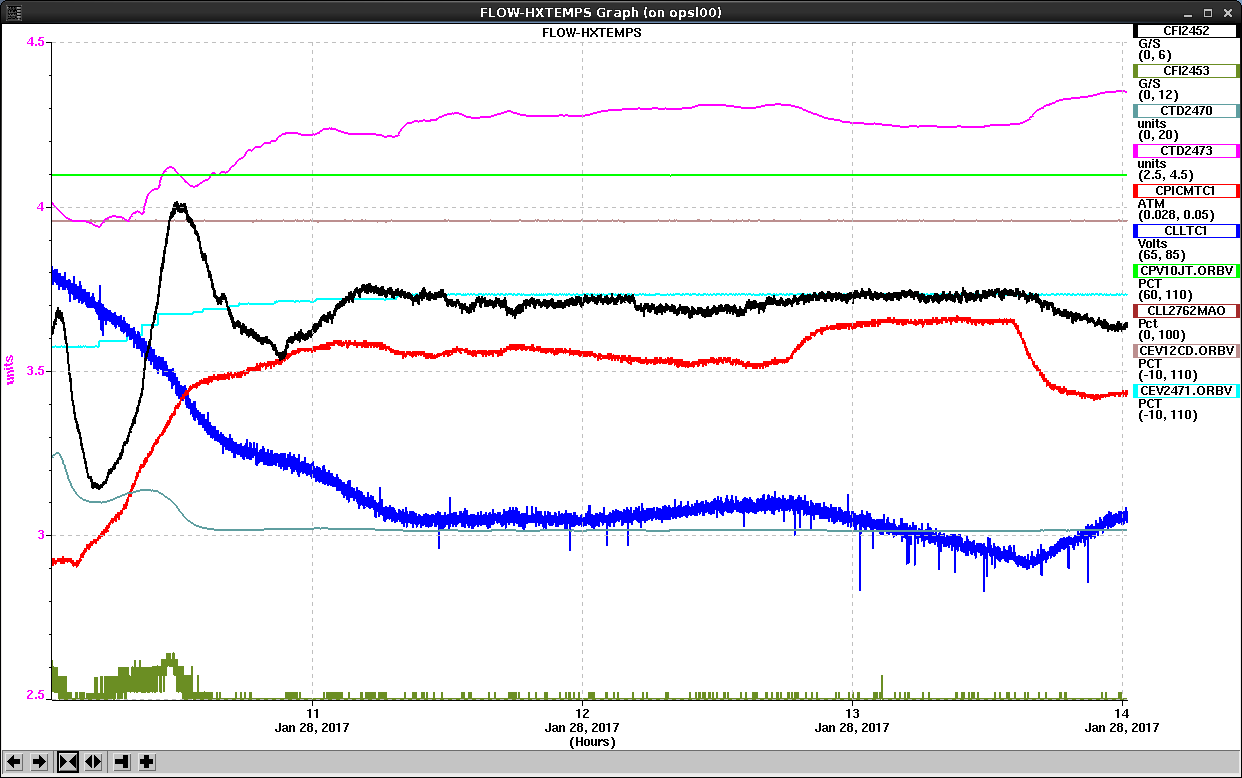 FLOW-HXTEMPS Graph (on opsl00)
FLOW-HXTEMPS
4.5
4
3.5
3
2.5
units
11
12
13
14
Jan 28, 2017
Jan 28, 2017
Jan 28, 2017
Jan 28, 2017
(Hours)
CFI2452
G/S
(0, 6)
CFI2453
G/S
(0, 12)
CTD2470
units
(0, 20)
CTD2473
units
(2.5, 4.5)
CPICMTC1
ATM
(0.028, 0.05)
CLLTC1
Volts
(65, 85)
CPV10JT.ORBV
PCT
(60, 110)
CLL2762MAO
Pct
(0, 100)
CEV12CD.ORBV
PCT
(-10, 110)
CEV2471.ORBV
PCT
(-10, 110)